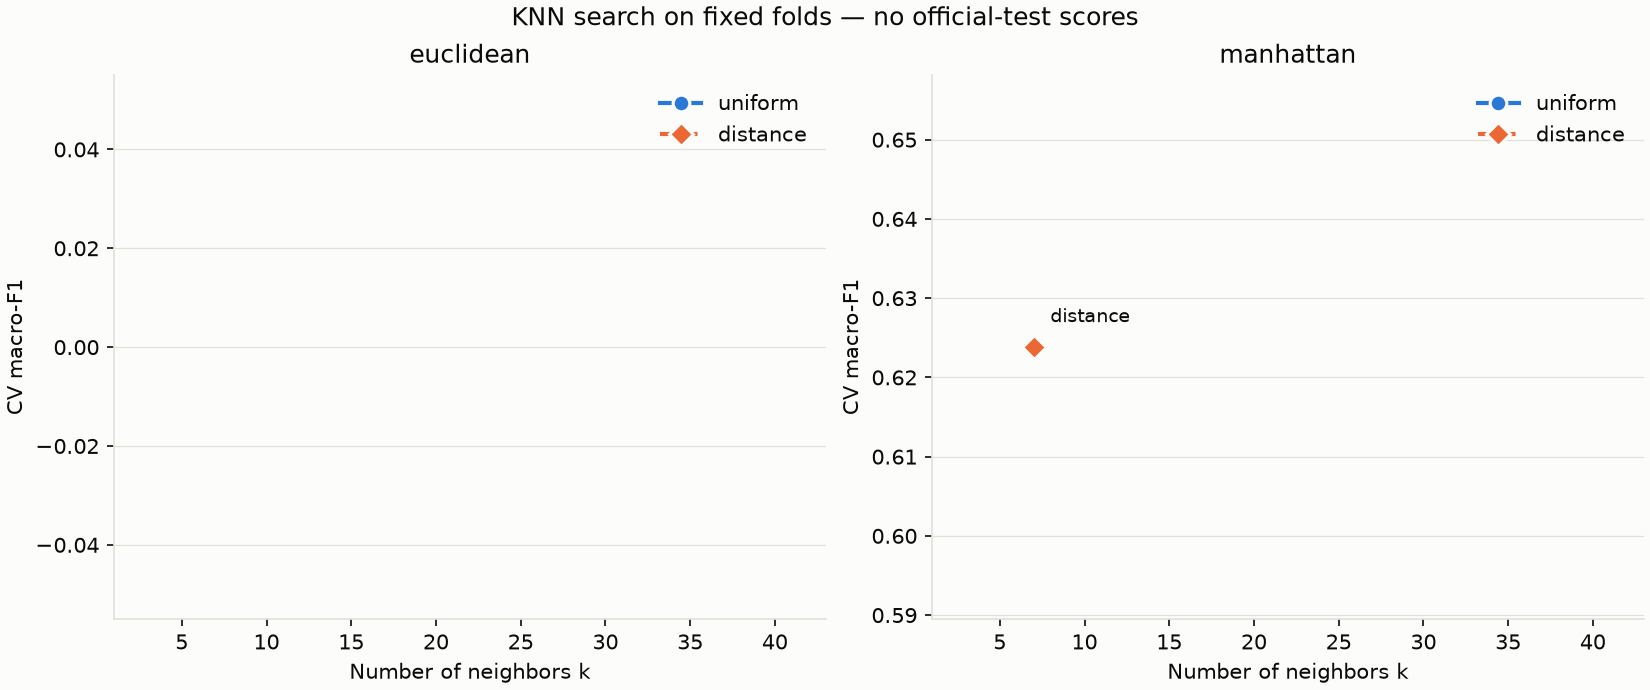 KNN search on fixed folds — no official-test scores
euclidean
uniform
distance
0.04
0.02
0.00
−0.02
−0.04
CV macro-F1
5 10 15 20 25 30 35 40
Number of neighbors k
manhattan
uniform
distance
0.65
0.64
0.63
0.62
0.61
0.60
0.59
distance
CV macro-F1
5 10 15 20 25 30 35 40
Number of neighbors k